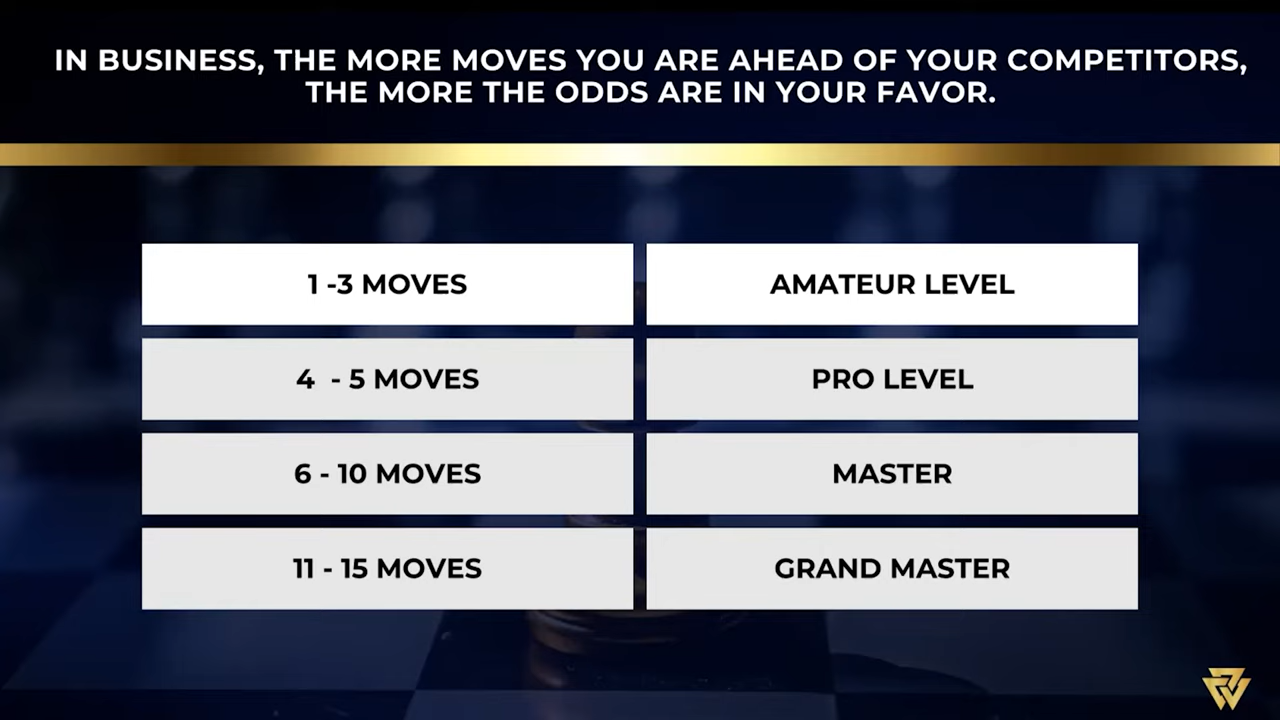 IN BUSINESS, THE MORE MOVES YOU ARE AHEAD OF YOUR COMPETITORS,
THE MORE THE ODDS ARE IN YOUR FAVOR.
1 -3 MOVES
AMATEUR LEVEL
4 - 5 MOVES
PRO LEVEL
6 - 10 MOVES
MASTER
11 - 15 MOVES
GRAND MASTER